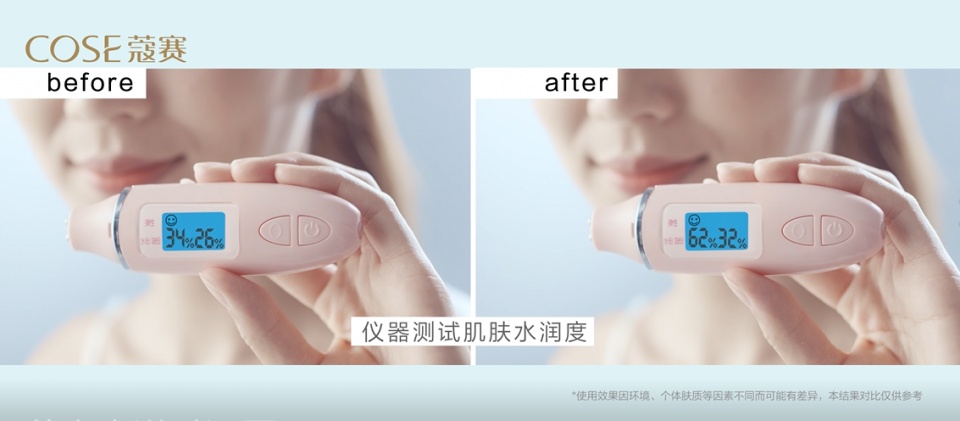 COSE 蔻赛
before
after
34%26%
62%32%
仪器测试肌肤水润度
*使用效果因环境、个体肤质等因素不同而可能有差异，本结果对比仅供参考